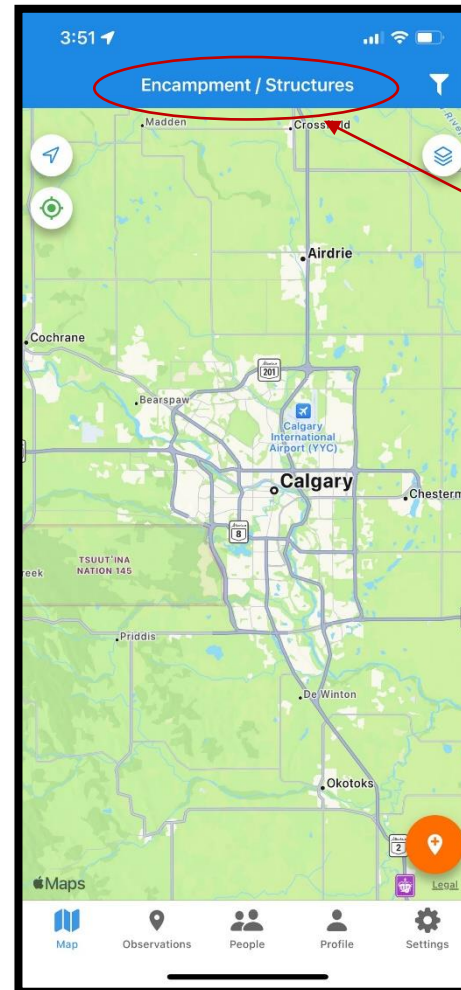 3:51
Encampment / Structures
Madden
Crossfield
Airdrie
Cochrane
201
Bearspaw
Calgary
International
Airport (YYC)
Calgary
Chesterm
8
TSUUT'INA
NATION 145
reek
Priddis
De Winton
Okotoks
2
Maps
Legal
Map
Observations
People
Profile
Settings